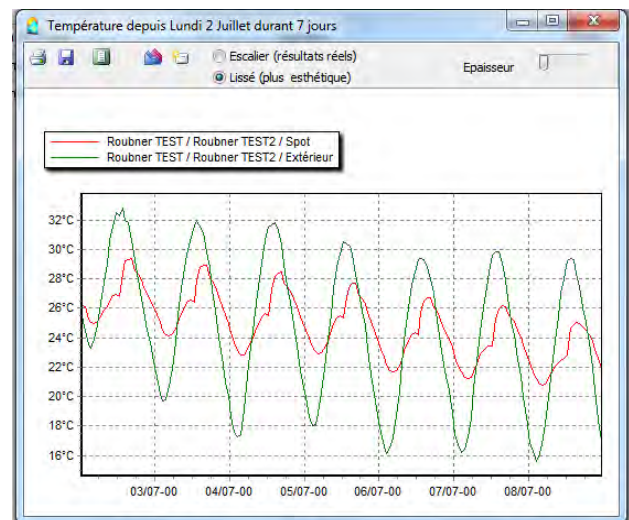 Température depuis Lundi 2 Juillet durant 7 jours
Escalier (résultats réels)
Lissé (plus esthétique)
Epaisseur
Roubner TEST / Roubner TEST2 / Spot
Roubner TEST / Roubner TEST2 / Extérieur
32°C
30°C
28°C
26°C
24°C
22°C
20°C
18°C
16°C
03/07-00 04/07-00 05/07-00 06/07-00 07/07-00 08/07-00